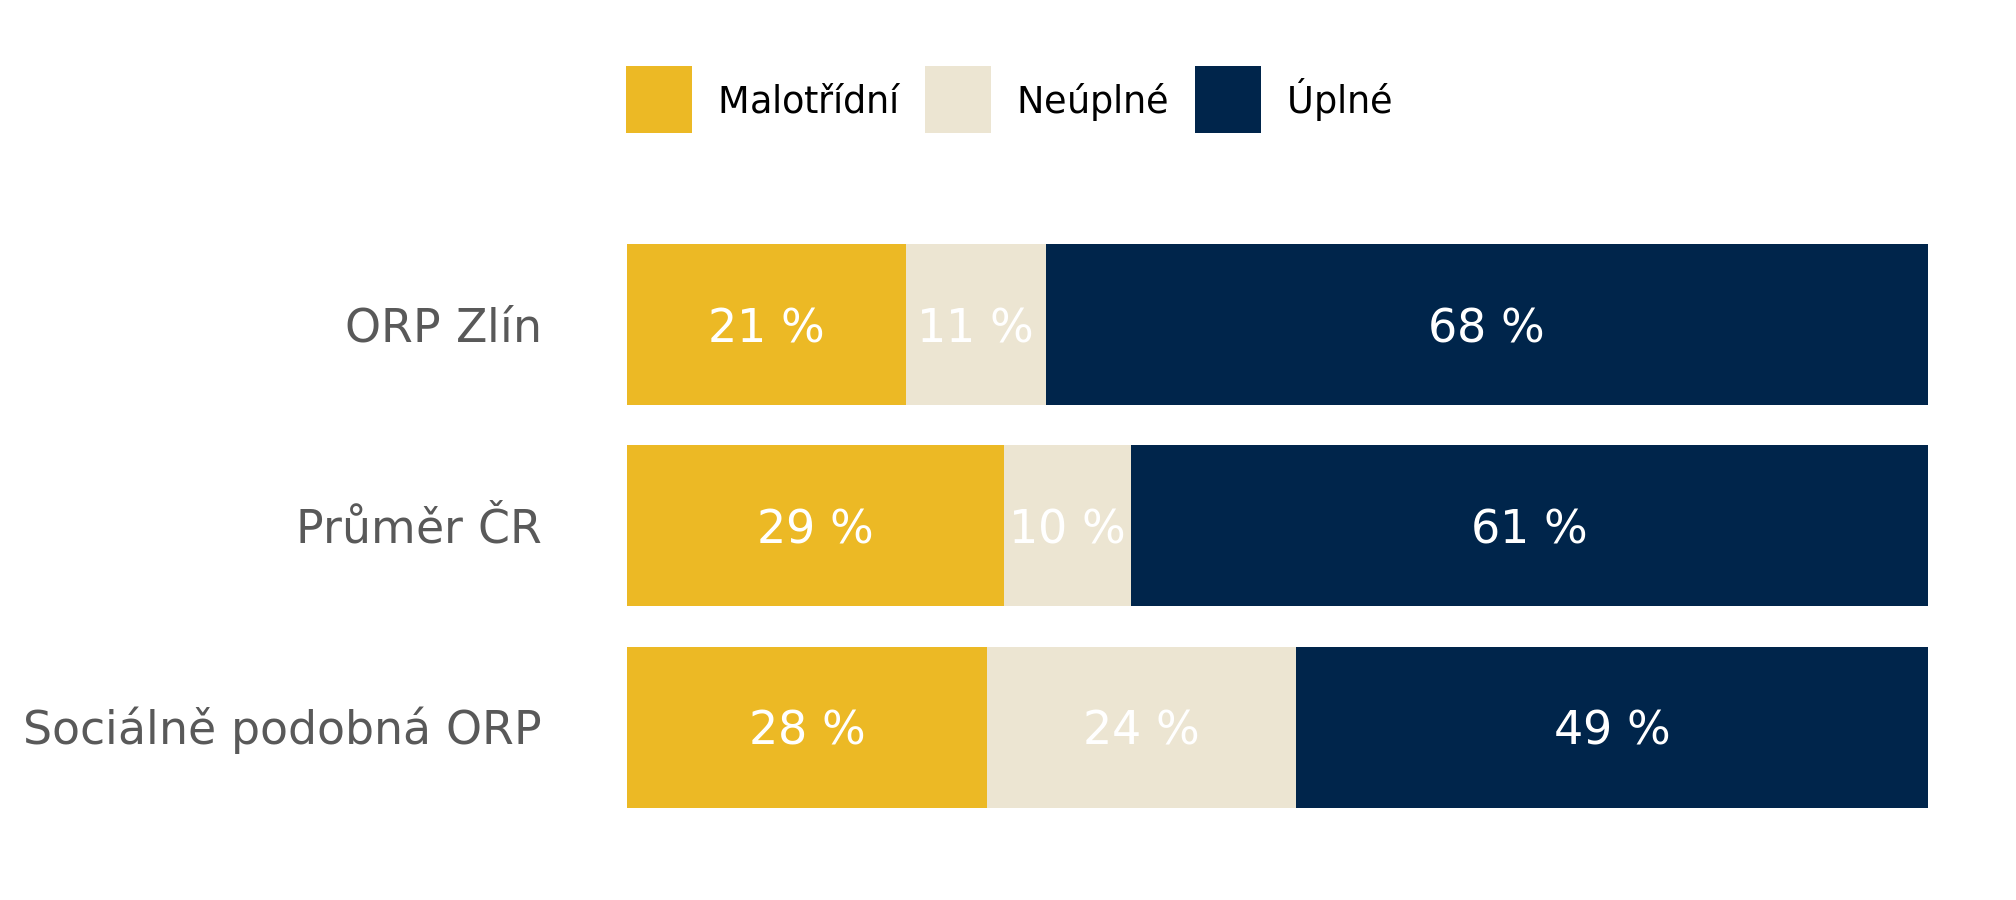 Malotřídní Neúplné Úplné
ORP Zlín 21 % 11 % 68 %
Průměr ČR 29 % 10 % 61 %
Sociálně podobná ORP 28 % 24 % 49 %